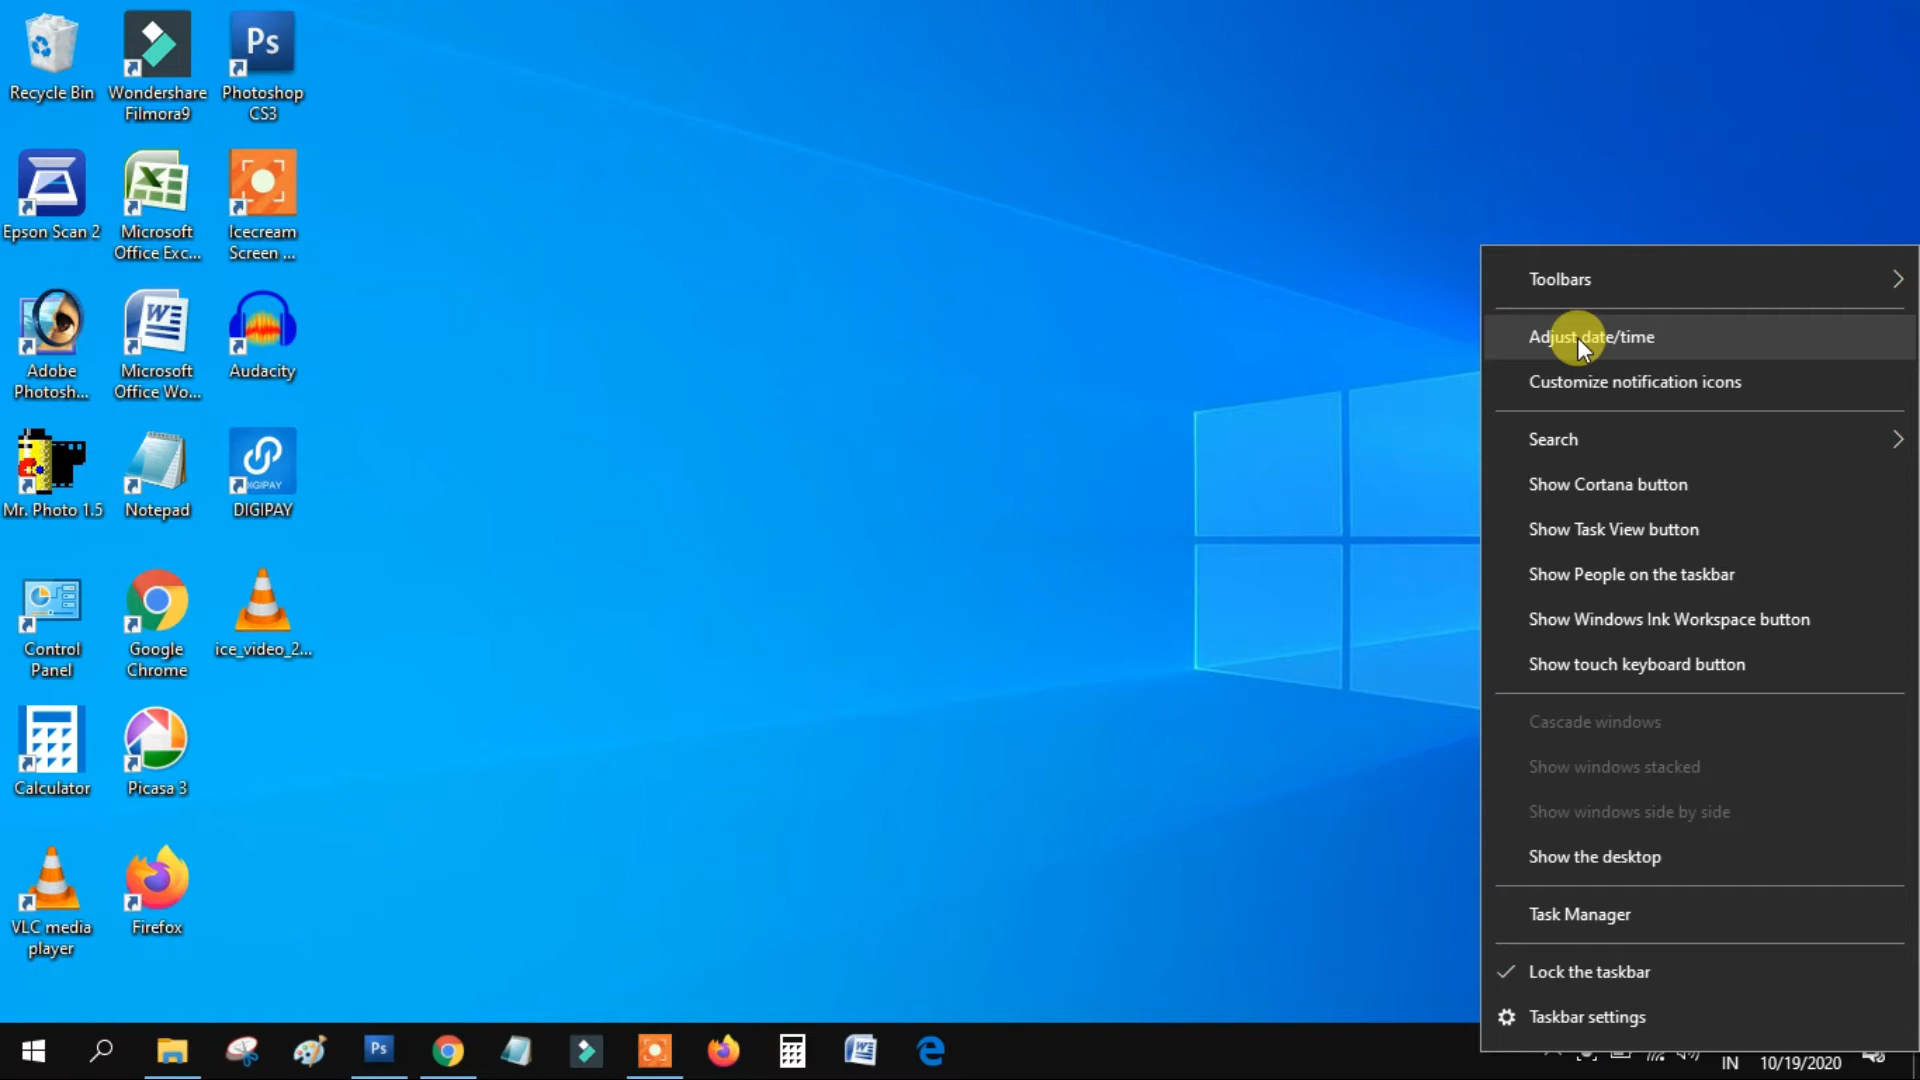 Recycle Bin
Wondershare
Filmora9
Ps
Photoshop
CS3
Epson Scan 2
Microsoft
Office Exc...
Icecream
Screen ...
Adobe
Photosh...
W
Microsoft
Office Wo...
Audacity
Mr. Photo 1.5
Notepad
DIGIPAY
Control
Panel
Google
Chrome
ice_video_2...
Calculator
Picasa 3
VLC media
player
Firefox
Toolbars
Adjust date/time
Customize notification icons
Search
Show Cortana button
Show Task View button
Show People on the taskbar
Show Windows Ink Workspace button
Show touch keyboard button
Cascade windows
Show windows stacked
Show windows side by side
Show the desktop
Task Manager
Lock the taskbar
Taskbar settings
Ps
W
IN
10/19/2020